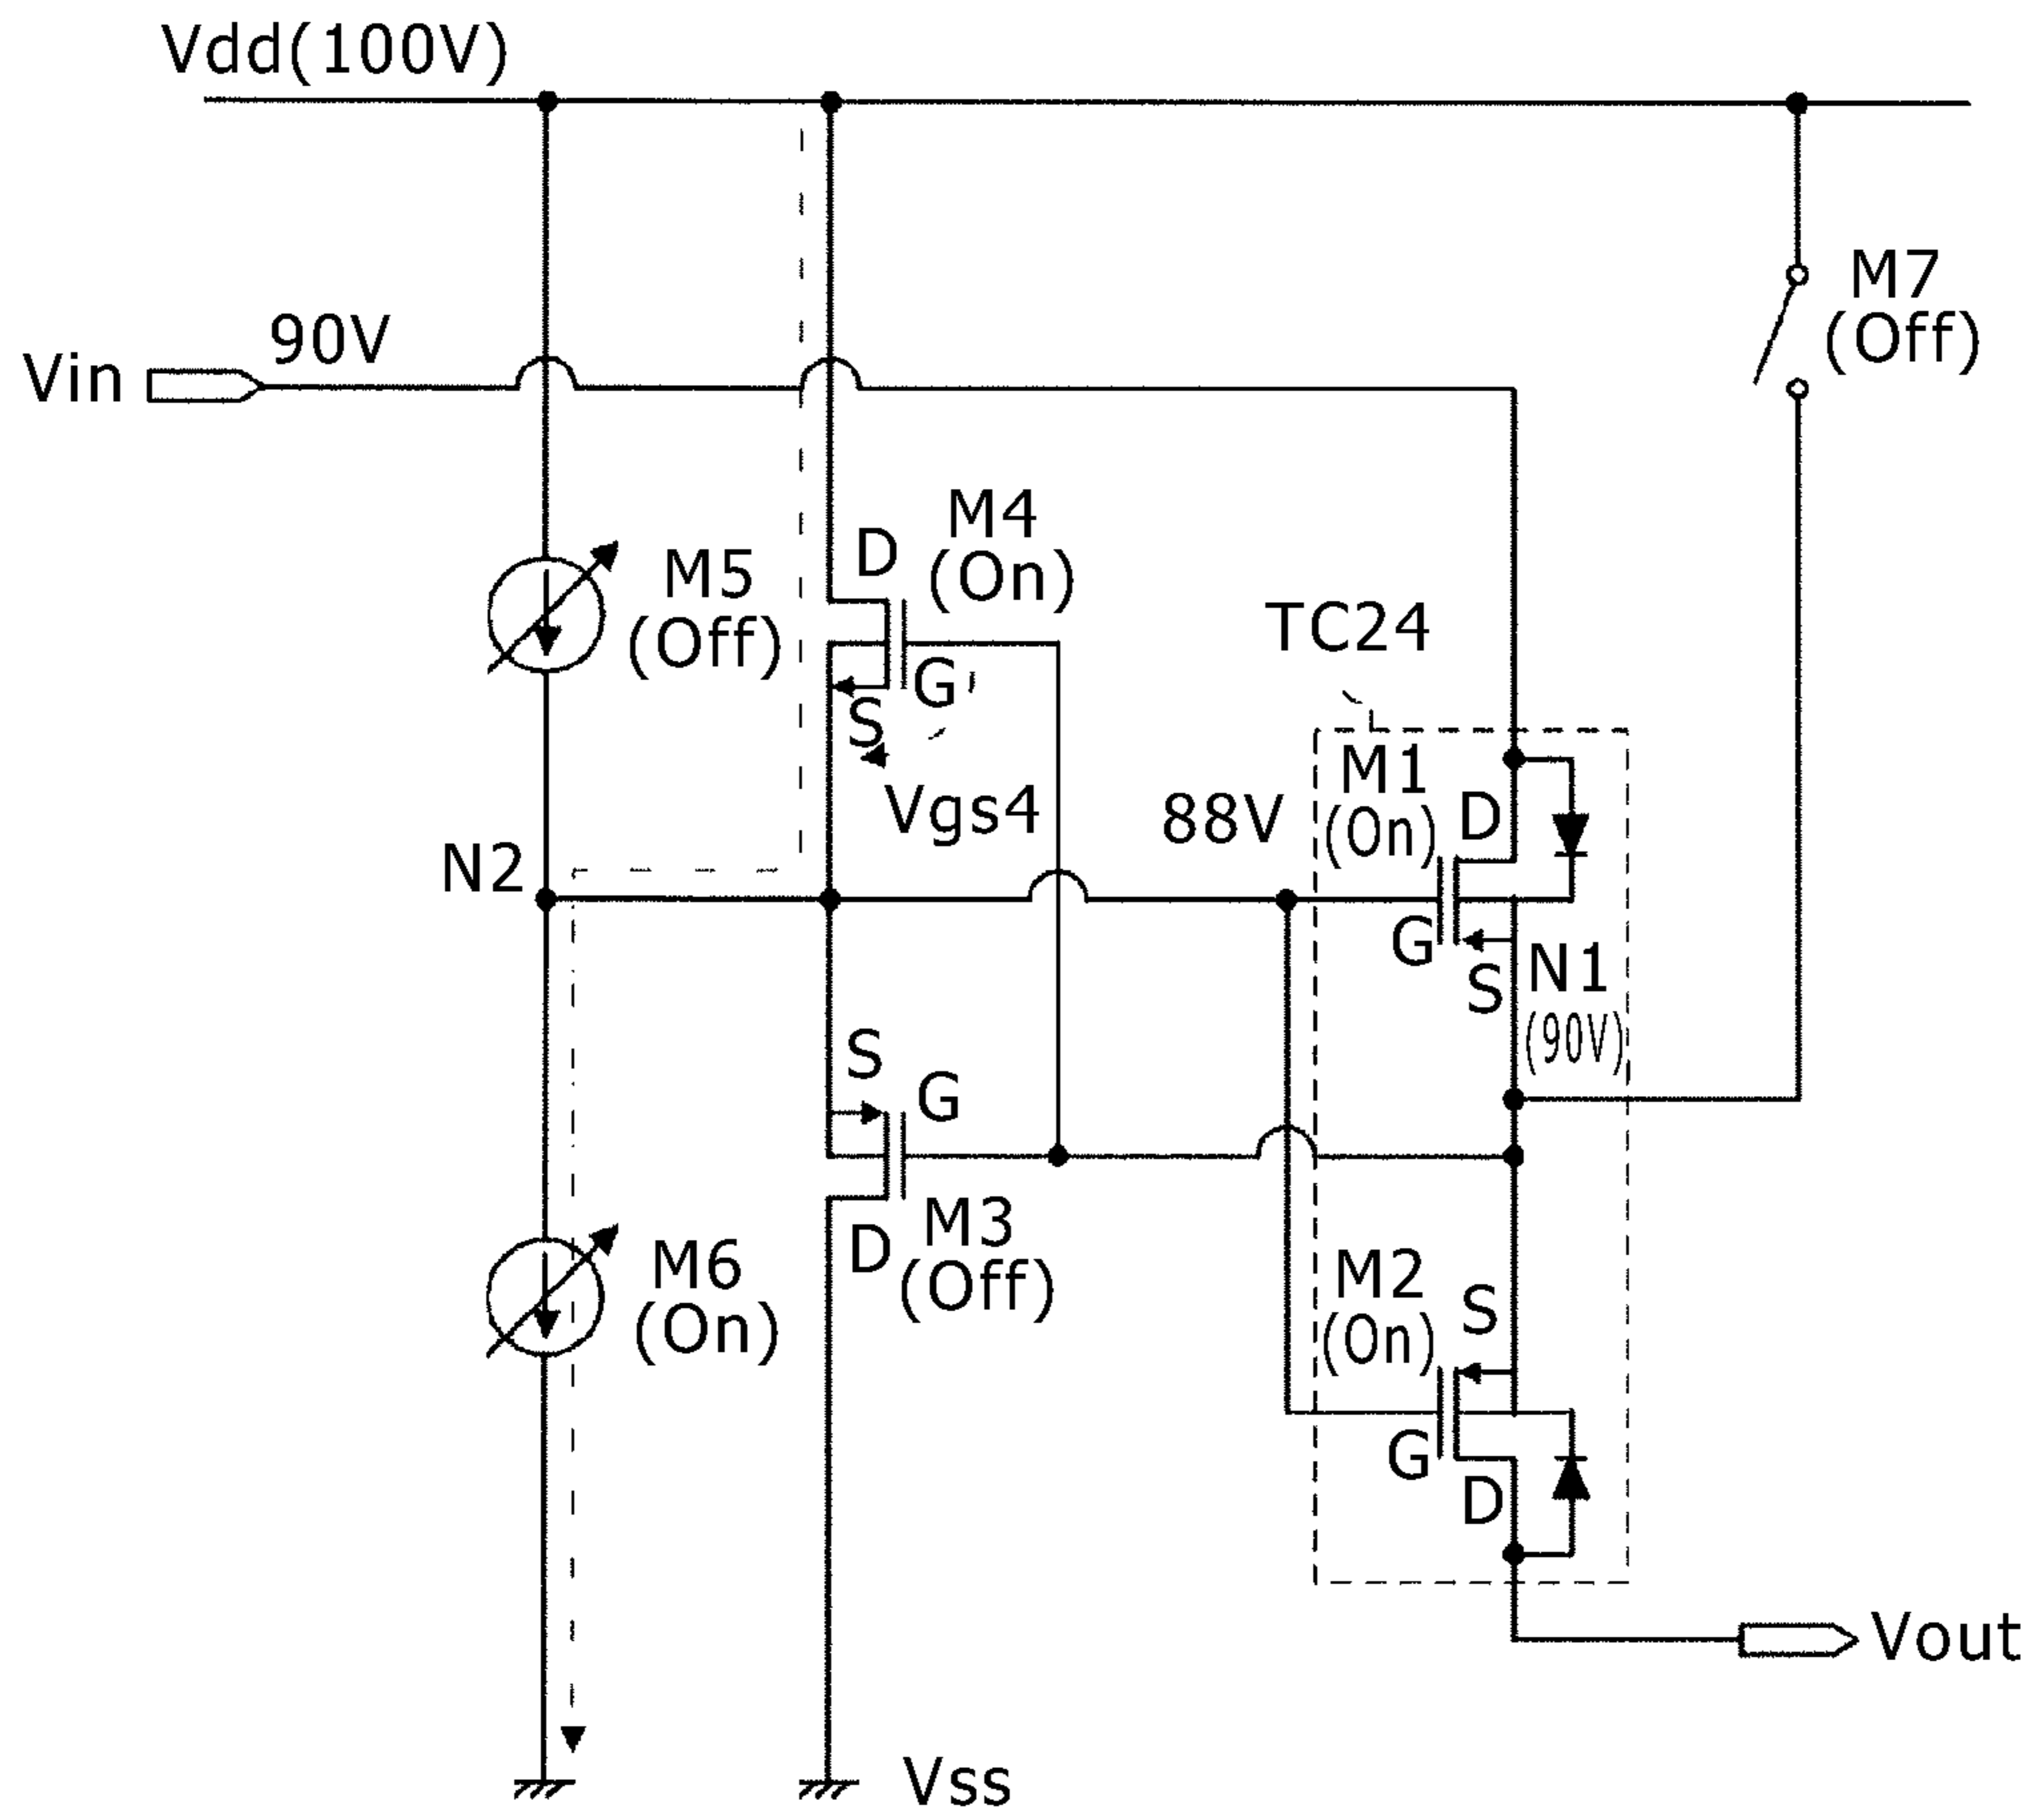 Vdd(100V)
M7
(Off)
90V
Vin
M4
(On)
D
M5
(Off)
TC24
G
S
M1
(On)
D
Vgs4
88V
N2
G
N1
S
(90V)
S
G
M3
(Off)
D
M6
(On)
M2
(On)
S
G
D
Vout
Vss